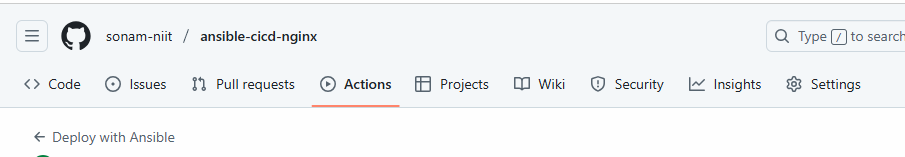 sonam-niit / ansible-cicd-nginx Type / to search
Code Issues Pull requests Actions Projects Wiki Security Insights Settings
← Deploy with Ansible